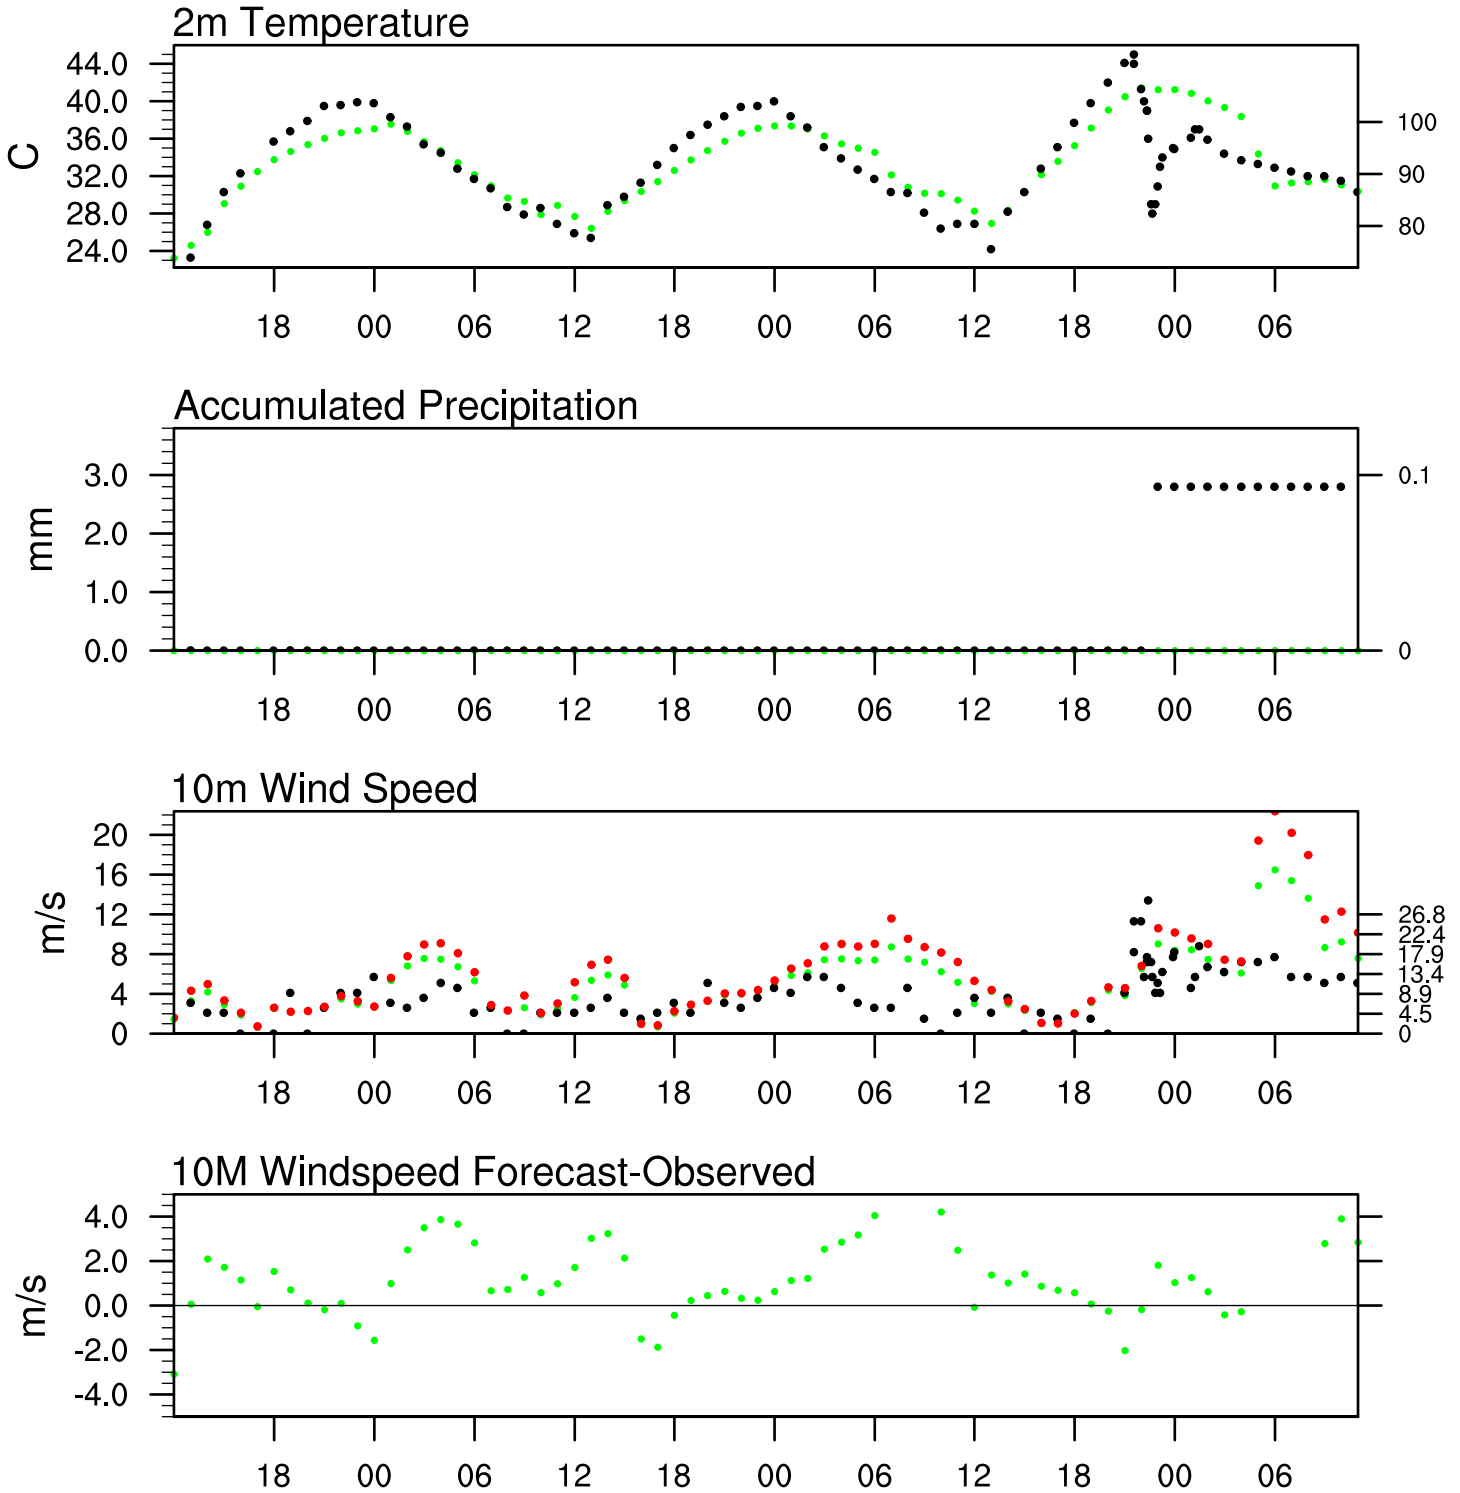 2m Temperature
44.0
40.0
100
36.0
C
32.0
90
28.0
80
24.0
18 00 06 12 18 00 06 12 18 00 06
Accumulated Precipitation
3.0
0.1
mm
2.0
1.0
0.0
0
18 00 06 12 18 00 06 12 18 00 06
10m Wind Speed
20
16
m/s
12
26.8
22.4
8
17.9
13.4
4
8.9
4.5
0
0
18 00 06 12 18 00 06 12 18 00 06
10M Windspeed Forecast-Observed
4.0
2.0
m/s
0.0
-2.0
-4.0
18 00 06 12 18 00 06 12 18 00 06